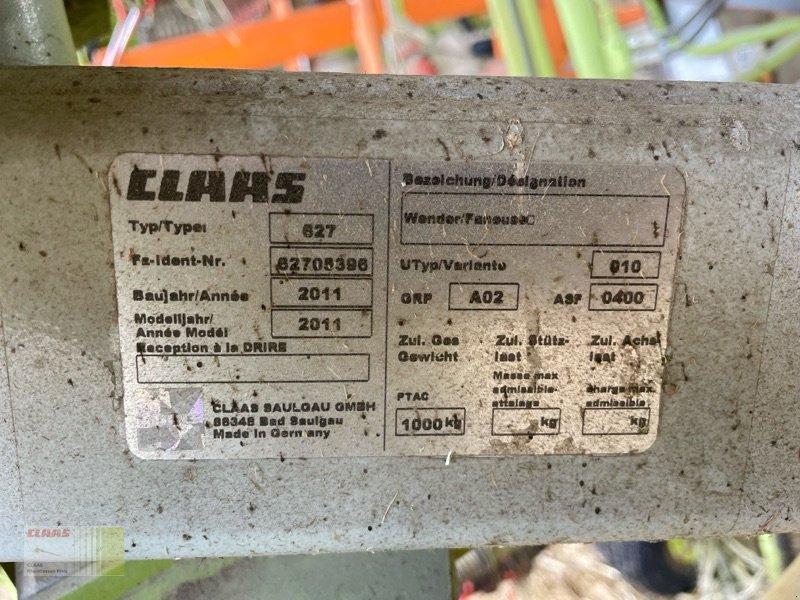 CLAAS
Typ/Type: 627
Fz-Ident-Nr. 62705396
Baujahr/Année 2011
Modelljahr/
Année Modèl 2011
Reception à la DRIRE
CLAAS SAULGAU GMBH
88348 Bad Saulgau
Made in Germany
Bezeichung/Désignation
Wender/Faneuse
UTyp/Variante 010
GRP A02 ASF 0400
Zul. Ges Zul. Stütz- Zul. Achs
Gewicht last last
Masse max
admissible charge max
PTAC attelage admissible
1000 kg kg kg
CLAAS
CLAAS